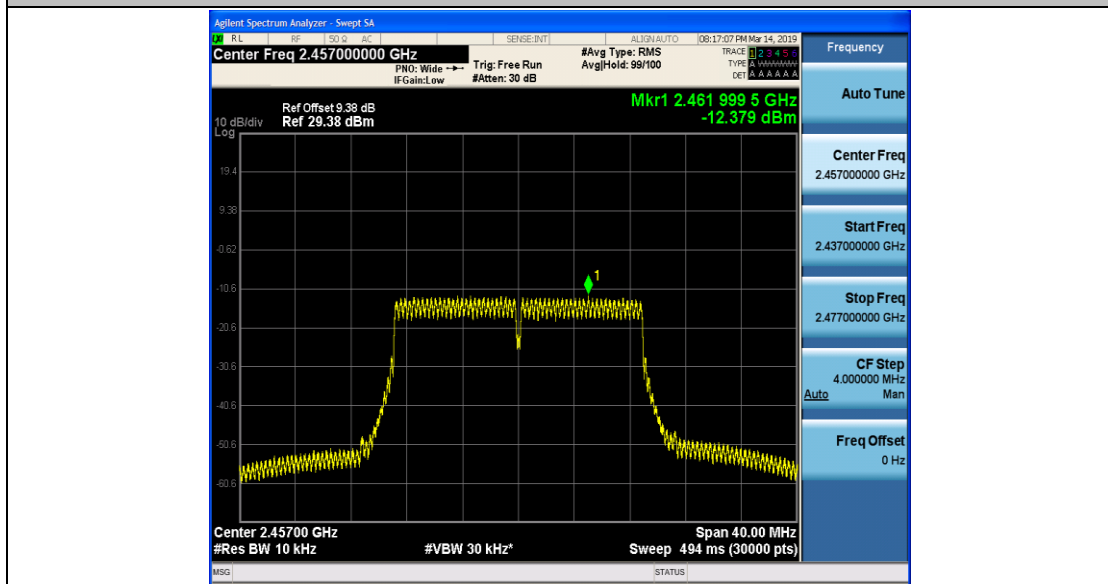 Agilent Spectrum Analyzer - Swept SA
RL RF 50 Ω AC SENSE:INT ALIGN AUTO 08:17:07 PM Mar 14, 2019
Center Freq 2.457000000 GHz
PNO: Wide
IFGain:Low
Trig: Free Run
#Atten: 30 dB
#Avg Type: RMS
Avg|Hold: 99/100
TRACE 1 2 3 4 5 6
TYPE A
DET A A A A A A
Ref Offset 9.38 dB
10 dB/div Ref 29.38 dBm
Log
Mkr1 2.461 999 5 GHz
-12.379 dBm
19.4
9.38
-0.62
-10.6
-20.6
-30.6
-40.6
-50.6
-60.6
1
Center 2.45700 GHz
Span 40.00 MHz
#Res BW 10 kHz
#VBW 30 kHz*
Sweep 494 ms (30000 pts)
MSG
STATUS
Frequency
Auto Tune
Center Freq
2.457000000 GHz
Start Freq
2.437000000 GHz
Stop Freq
2.477000000 GHz
CF Step
4.000000 MHz
Auto Man
Freq Offset
0 Hz